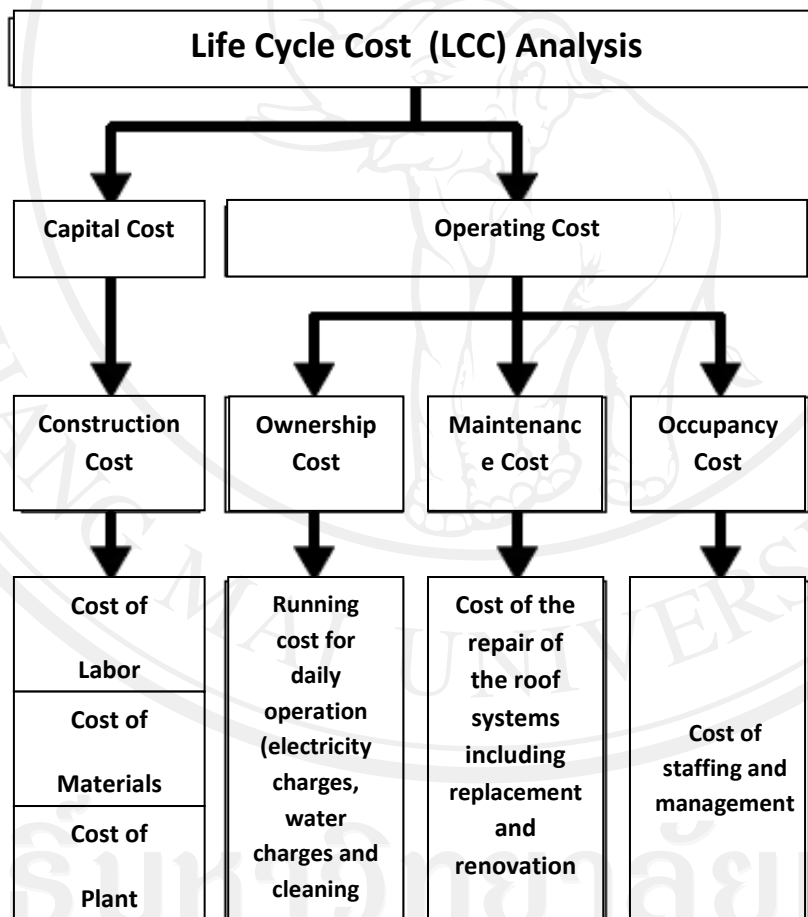 Life Cycle Cost (LCC) Analysis
Capital Cost
Operating Cost
Construction
Cost
Ownership
Cost
Maintenanc
e Cost
Occupancy
Cost
Cost of
Labor
Cost of
Materials
Cost of
Plant
Running
cost for
daily
operation
(electricity
charges,
water
charges and
cleaning
Cost of the
repair of
the roof
systems
including
replacement
and
renovation
Cost of
staffing and
management